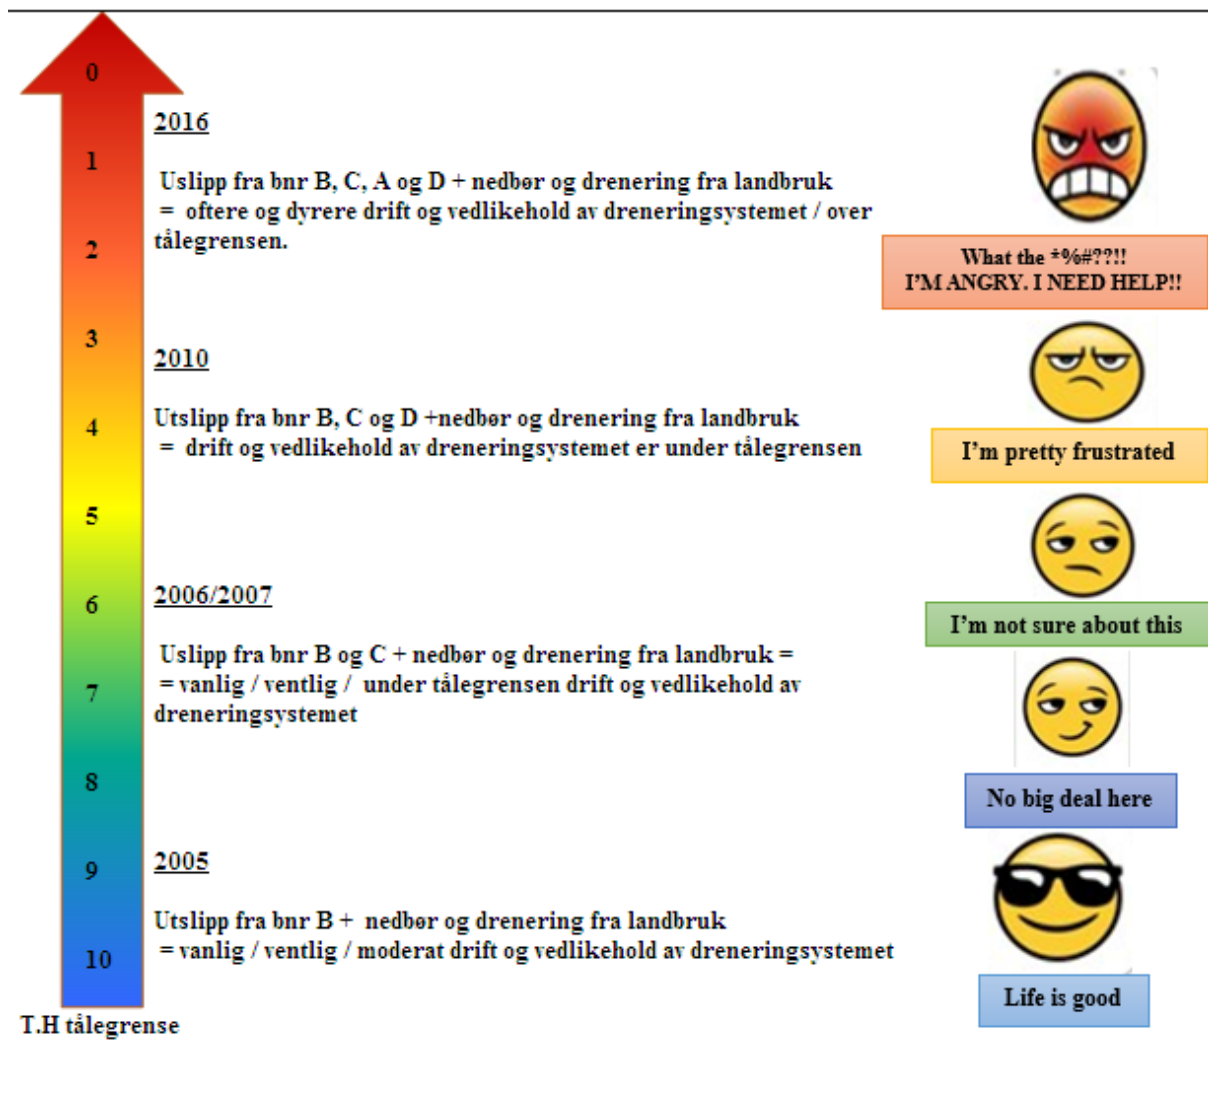 0
1
2
3
4
5
6
7
8
9
10
T.H tålegrense
2016
Uslipp fra bnr B, C, A og D + nedbør og drenering fra landbruk
= oftere og dyrere drift og vedlikehold av dreneringsystemet / over
tålegrensen.
2010
Utslipp fra bnr B, C og D +nedbør og drenering fra landbruk
= drift og vedlikehold av dreneringsystemet er under tålegrensen
2006/2007
Uslipp fra bnr B og C + nedbør og drenering fra landbruk =
= vanlig / ventlig / under tålegrensen drift og vedlikehold av
dreneringsystemet
2005
Utslipp fra bnr B + nedbør og drenering fra landbruk
= vanlig / ventlig / moderat drift og vedlikehold av dreneringsystemet
What the *%#??!!
I'M ANGRY. I NEED HELP!!
I'm pretty frustrated
I'm not sure about this
No big deal here
Life is good